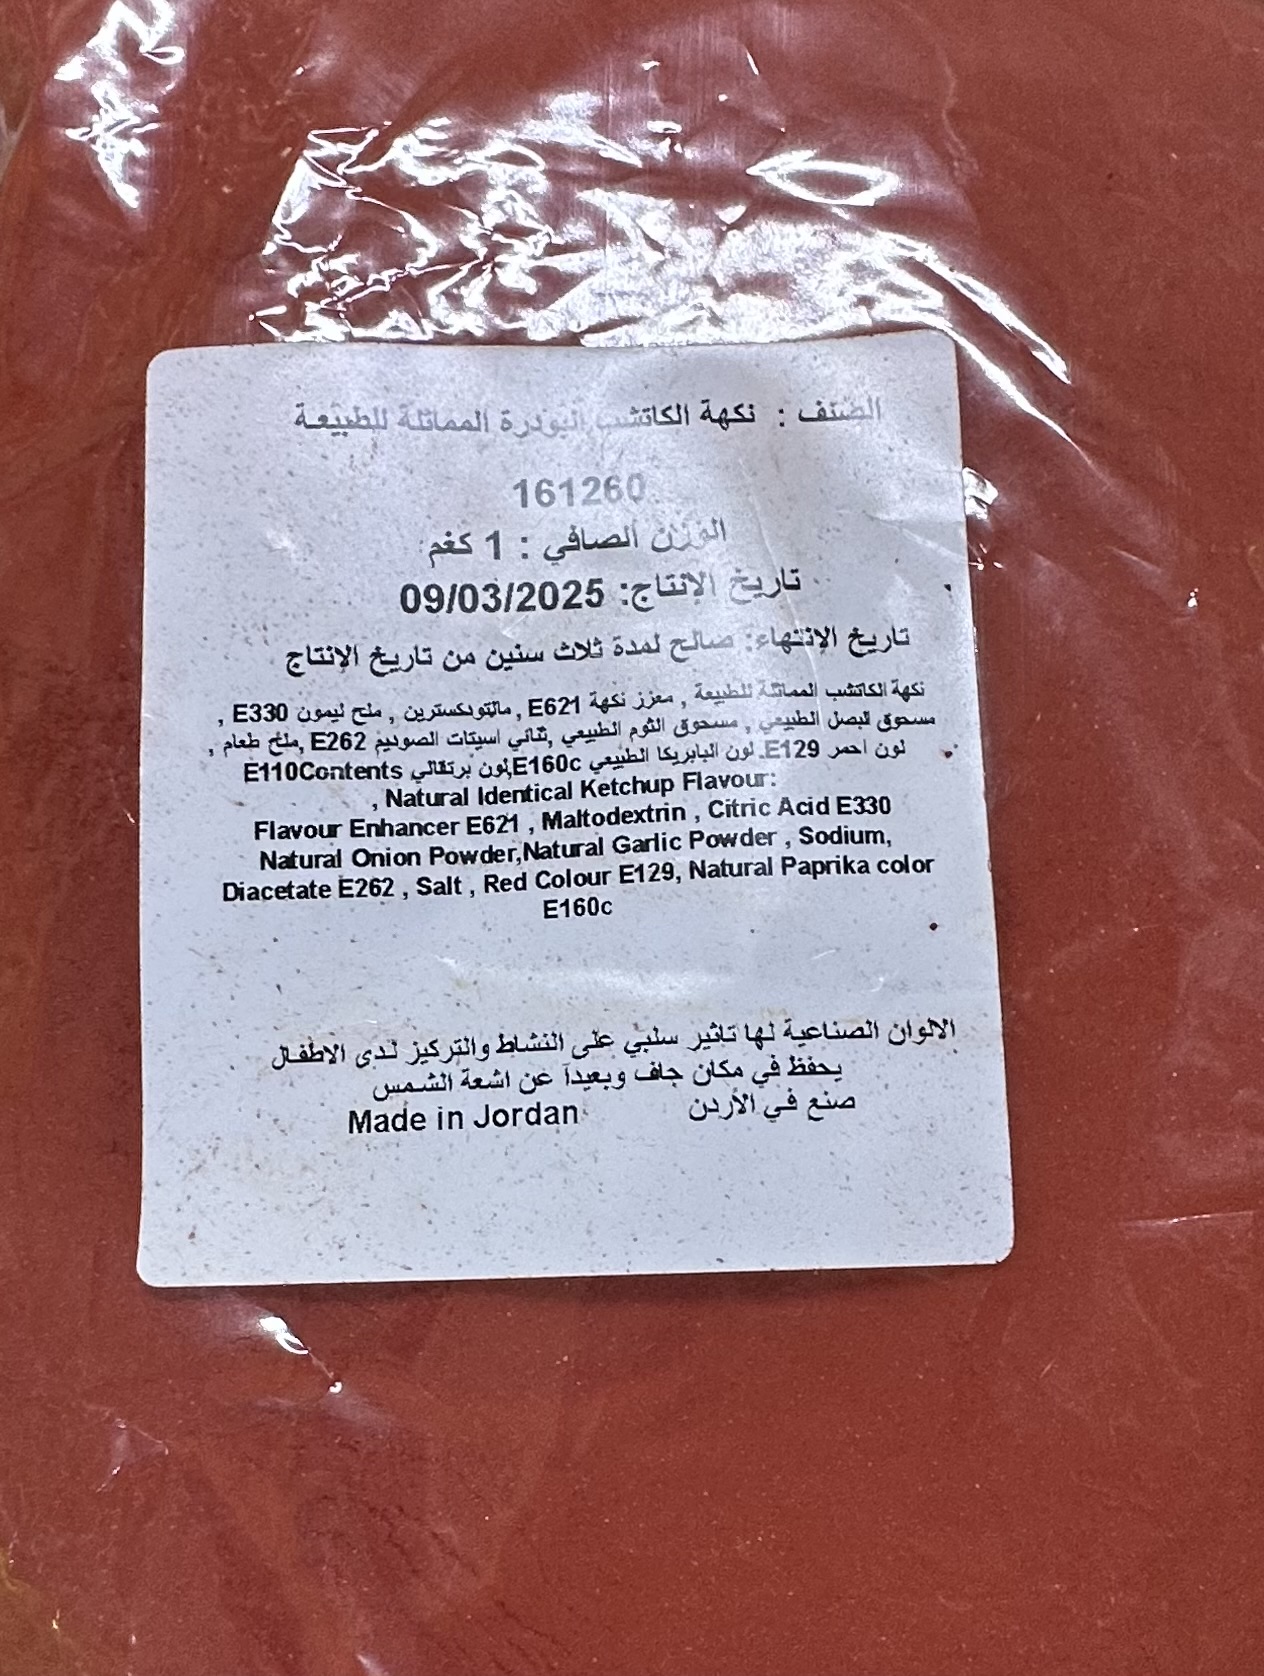 الصنف : نكهة الكاتشب البودرة المماثلة للطبيعة
161260
الوزن الصافي : 1 كغم
تاريخ الإنتاج: 09/03/2025
تاريخ الإنتهاء: صالح لمدة ثلاث سنين من تاريخ الإنتاج
نكهة الكاتشب المماثلة للطبيعة , معزز نكهة E621 , مالتودكسترين , ملح ليمون E330 ,
مسحوق البصل الطبيعي , مسحوق الثوم الطبيعي ,ثنائي اسيتات الصوديم E262 ,ملح طعام ,
لون احمر E129. لون البابريكا الطبيعي E160c,لون برتقالي E110Contents
, Natural Identical Ketchup Flavour:
Flavour Enhancer E621 , Maltodextrin , Citric Acid E330
Natural Onion Powder,Natural Garlic Powder , Sodium,
Diacetate E262 , Salt , Red Colour E129, Natural Paprika color
E160c
الالوان الصناعية لها تاثير سلبي على النشاط والتركيز لدى الاطفال
يحفظ في مكان جاف وبعيداً عن اشعة الشمس
صنع في الأردن Made in Jordan